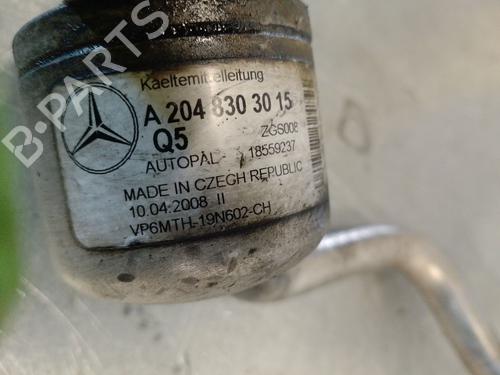 B-PARTS
Kaeltemittelleitung
A 204 830 30 15
Q5 ZGS008
AUTOPAL 18559237
MADE IN CZECH REPUBLIC
10.04.2008 II
VP6MTH-19N602-CH